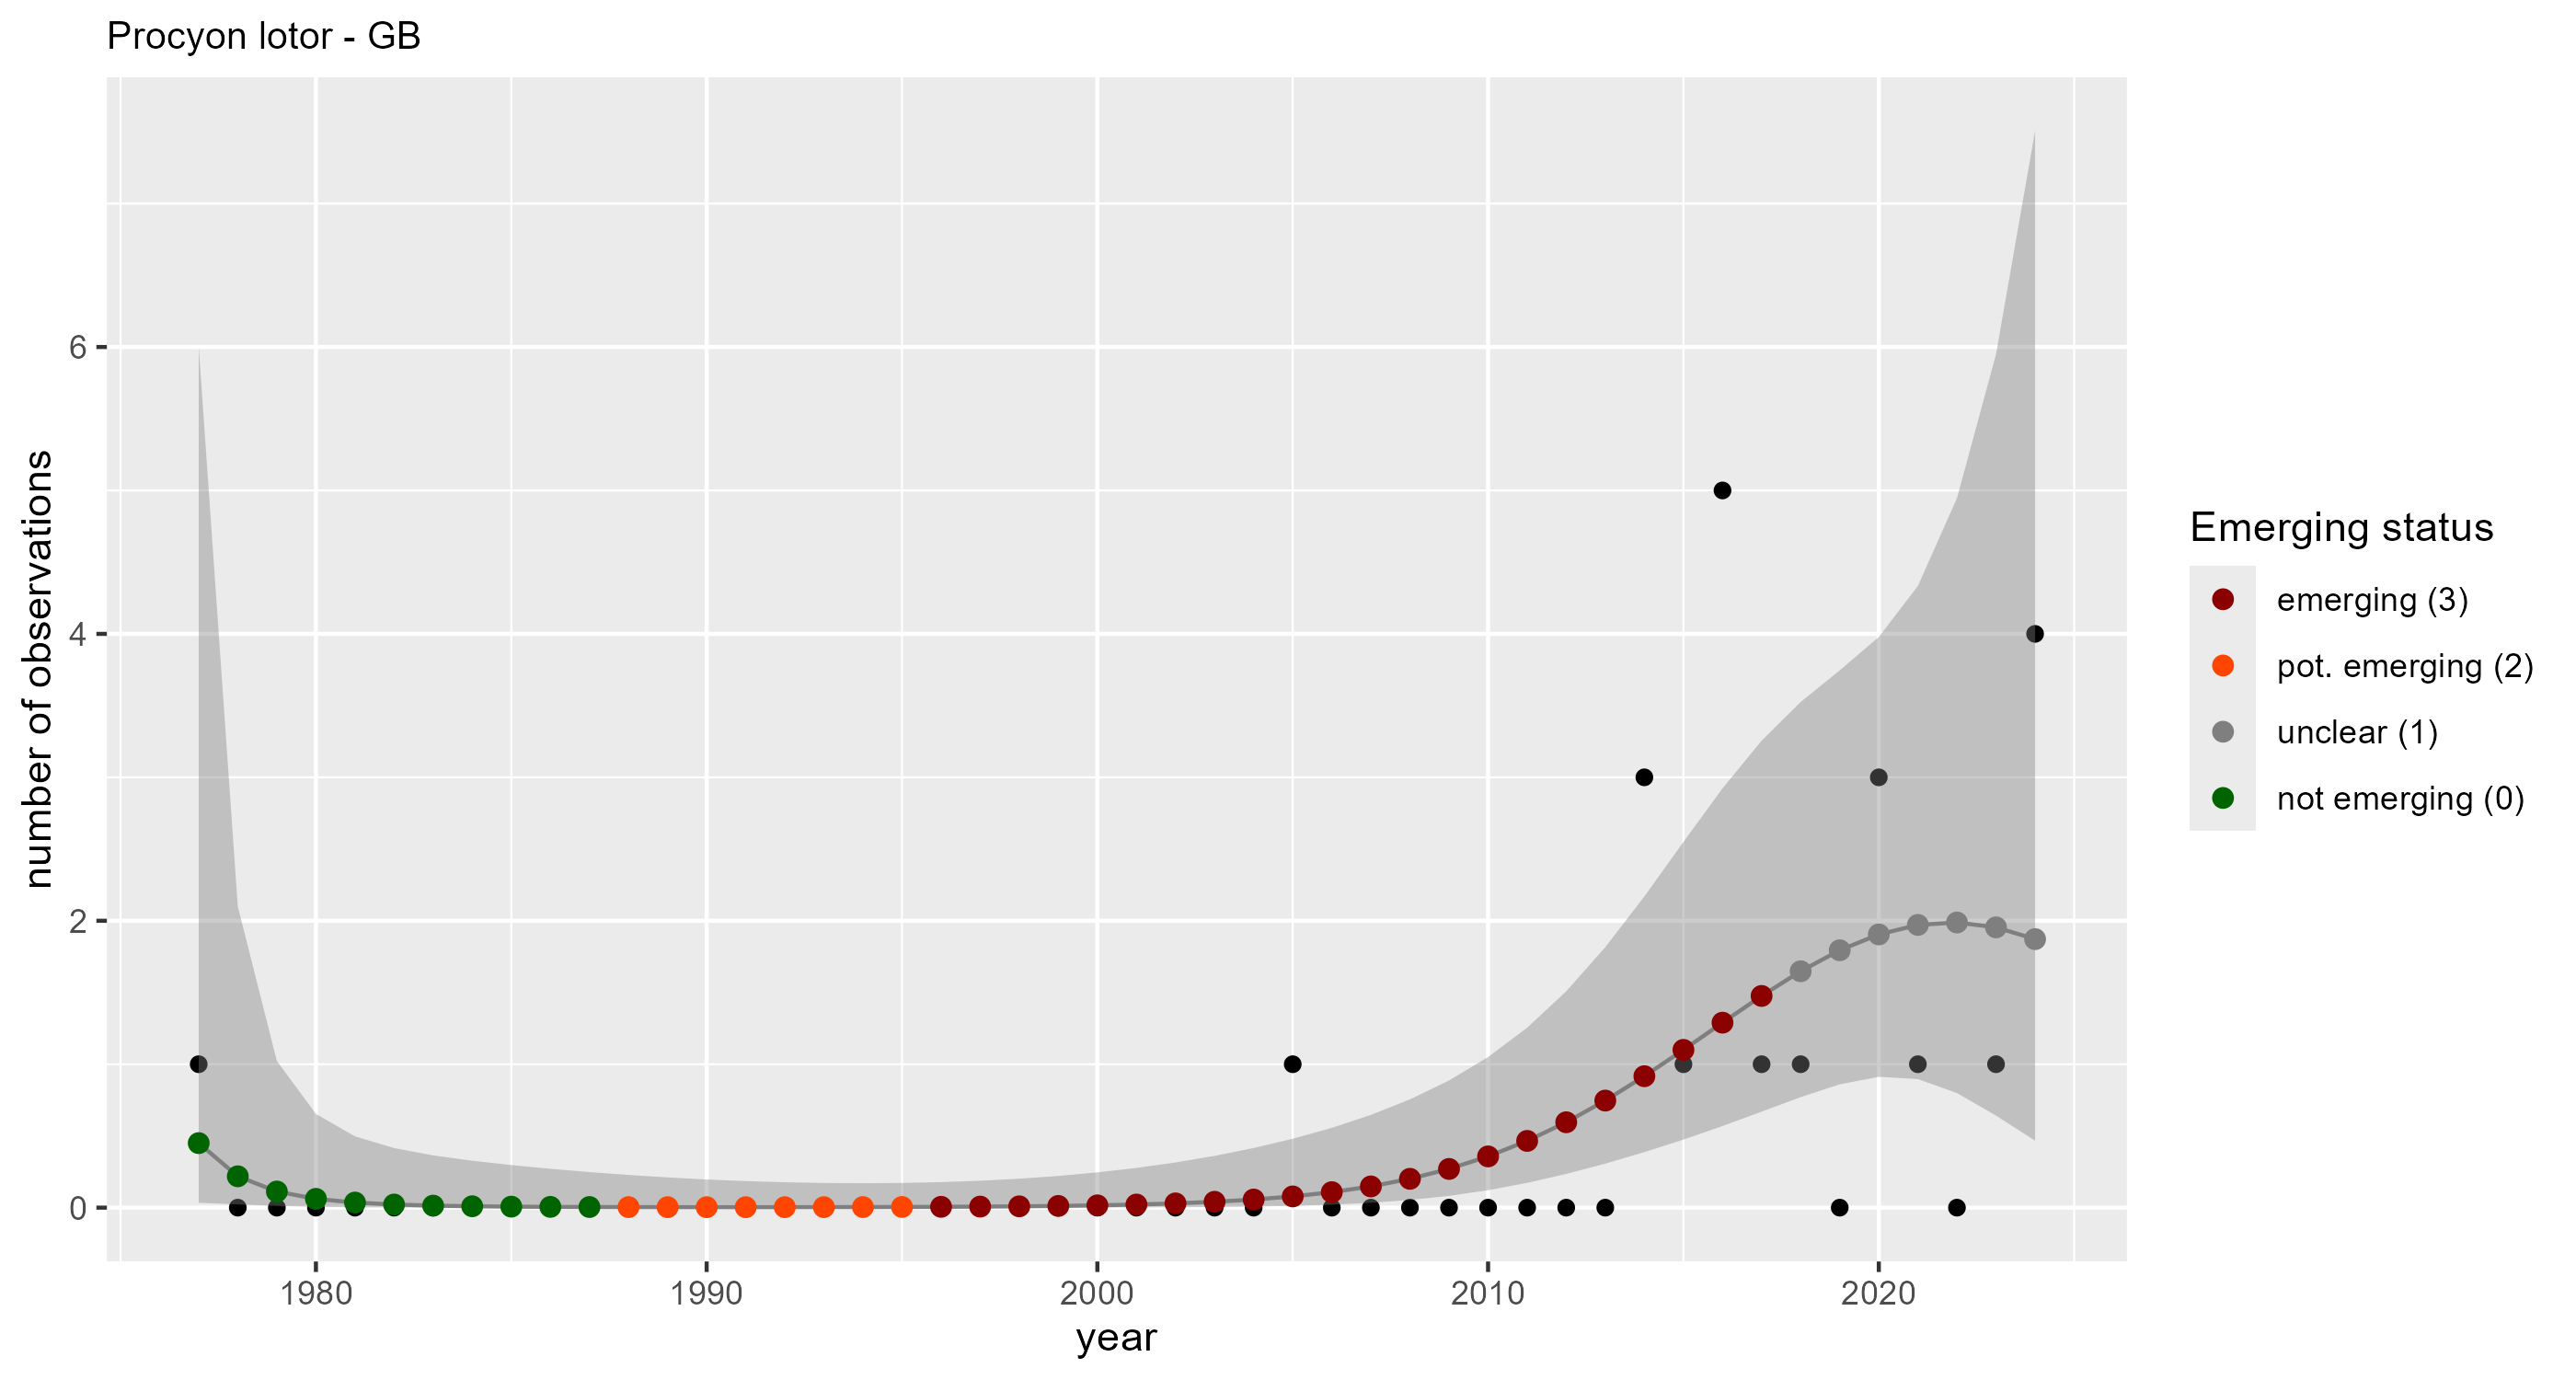 Procyon lotor - GB
number of observations
6
4
2
0
1980 1990 2000 2010 2020
year
Emerging status
emerging (3)
pot. emerging (2)
unclear (1)
not emerging (0)